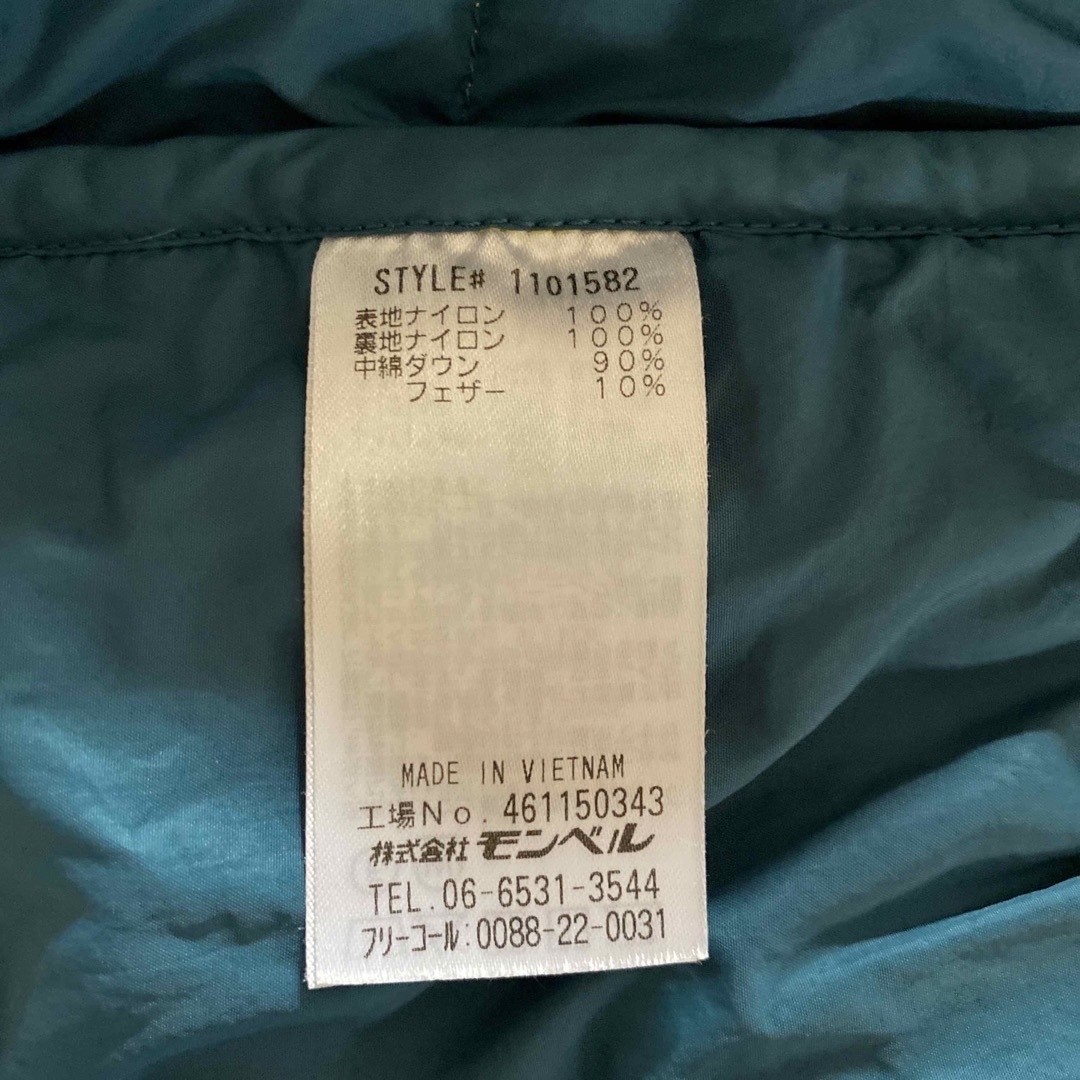 STYLE# 1101582
表地ナイロン 100%
裏地ナイロン 100%
中綿ダウン 90%
フェザー 10%
MADE IN VIETNAM
工場No. 461150343
株式会社 モンベル
TEL. 06-6531-3544
フリーコール:0088-22-0031